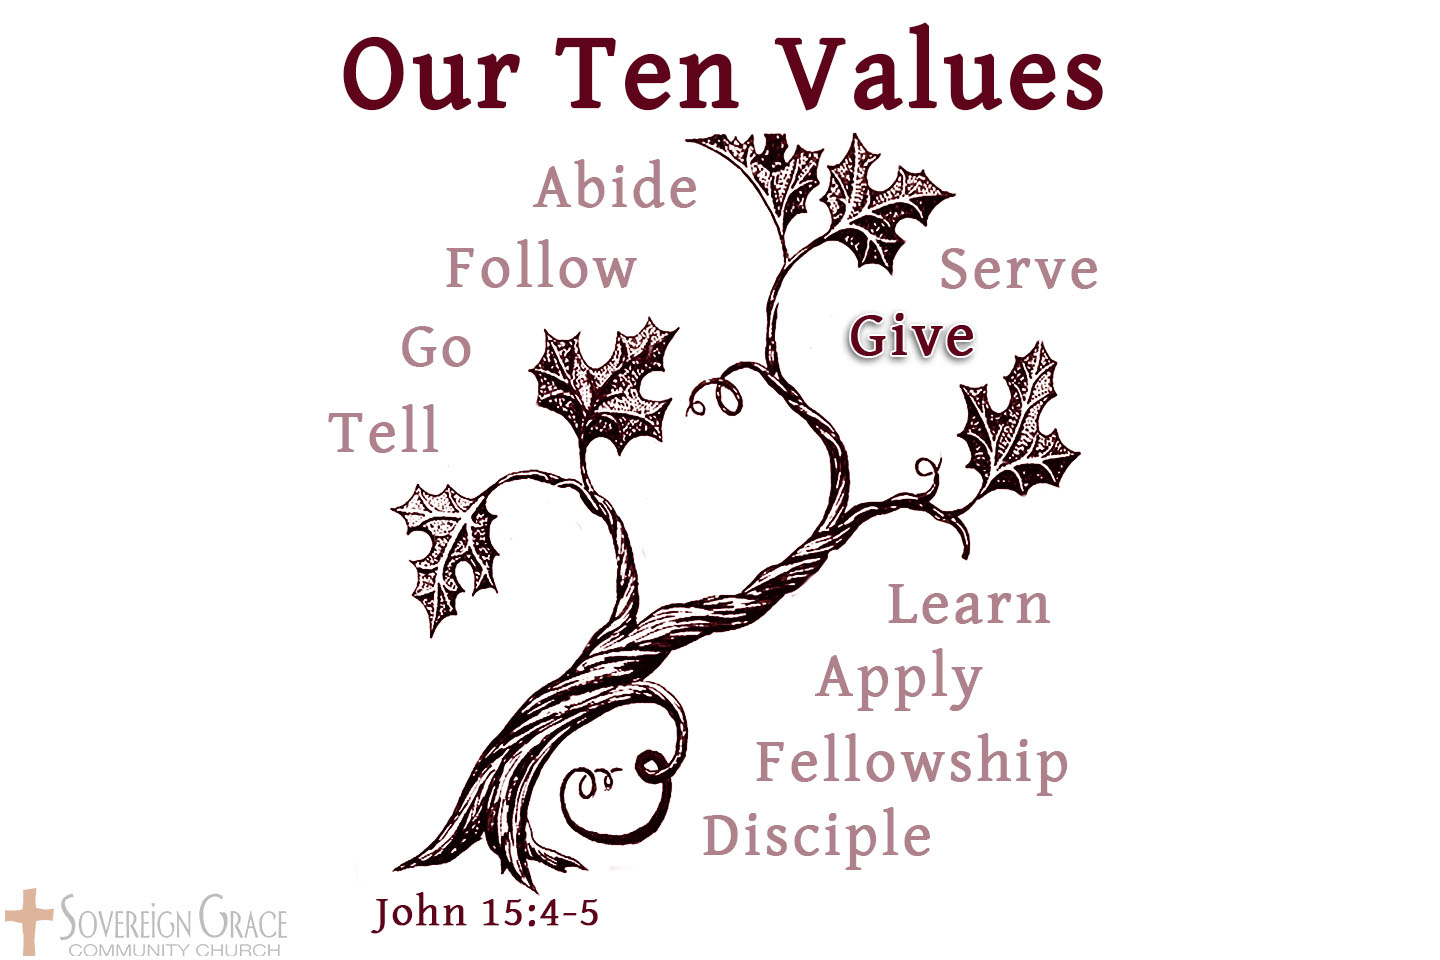 Our Ten Values
Abide
Follow
Go
Tell
Serve
Give
Learn
Apply
Fellowship
Disciple
John 15:4-5
Sovereign Grace
Community Church